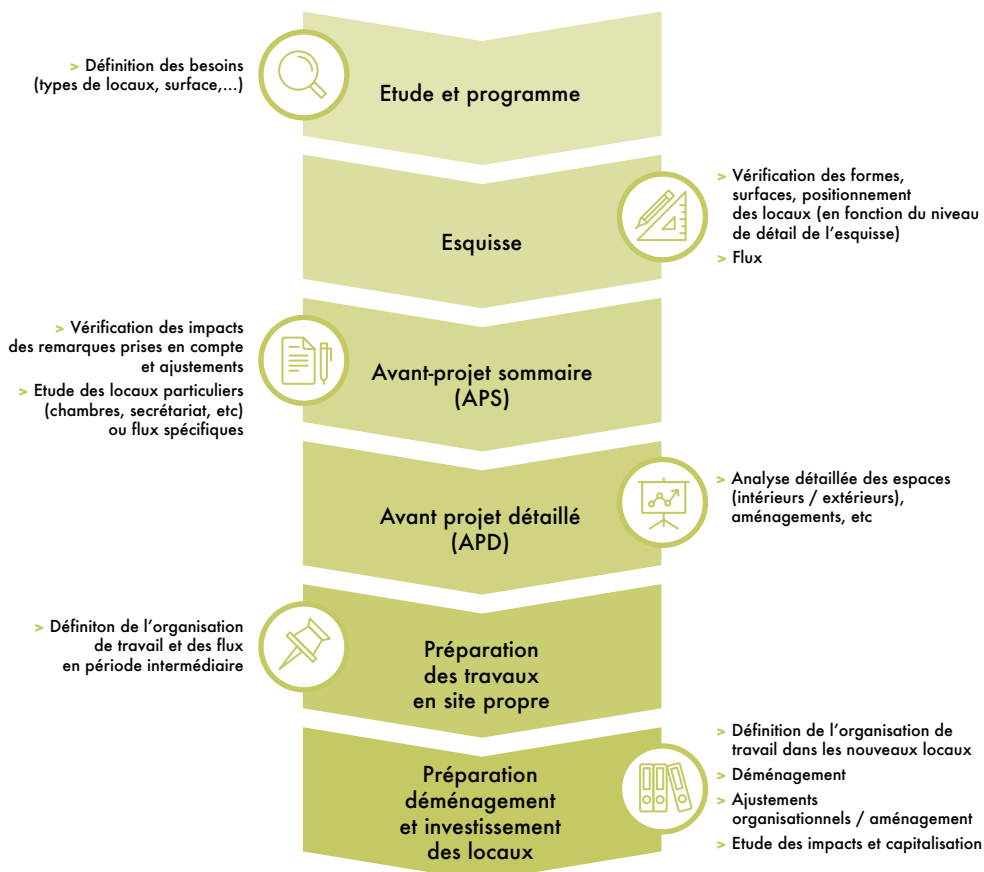 > Définition des besoins
(types de locaux, surface,...)
Etude et programme
> Vérification des formes,
surfaces, positionnement
des locaux (en fonction du niveau
de détail de l'esquisse)
> Flux
Esquisse
> Vérification des impacts
des remarques prises en compte
et ajustements
> Etude des locaux particuliers
(chambres, secrétariat, etc)
ou flux spécifiques
Avant-projet sommaire
(APS)
> Analyse détaillée des espaces
(intérieurs / extérieurs),
aménagements, etc
Avant projet détaillé
(APD)
> Définiton de l'organisation
de travail et des flux
en période intermédiaire
Préparation
des travaux
en site propre
> Définition de l'organisation de
travail dans les nouveaux locaux
> Déménagement
> Ajustements
organisationnels / aménagement
> Etude des impacts et capitalisation
Préparation
déménagement
et investissement
des locaux